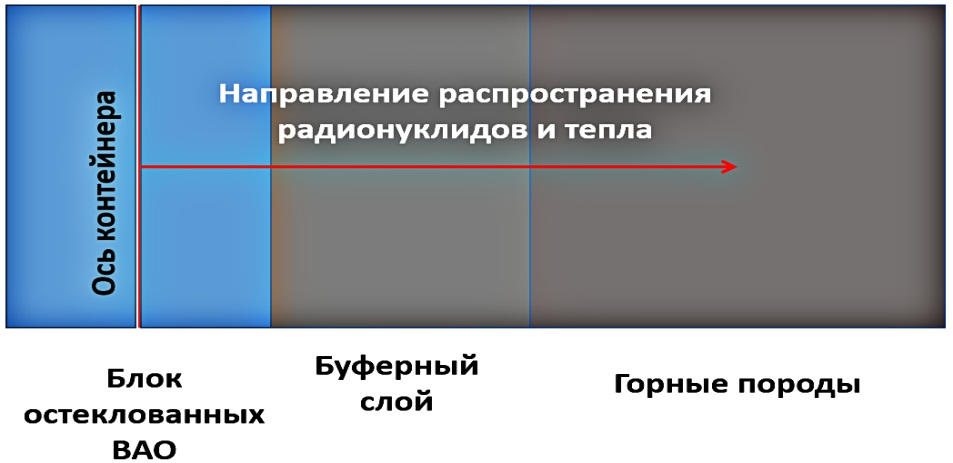 Направление распространения
радионуклидов и тепла
Ось контейнера
Блок
остеклованных
ВАО
Буферный
слой
Горные породы